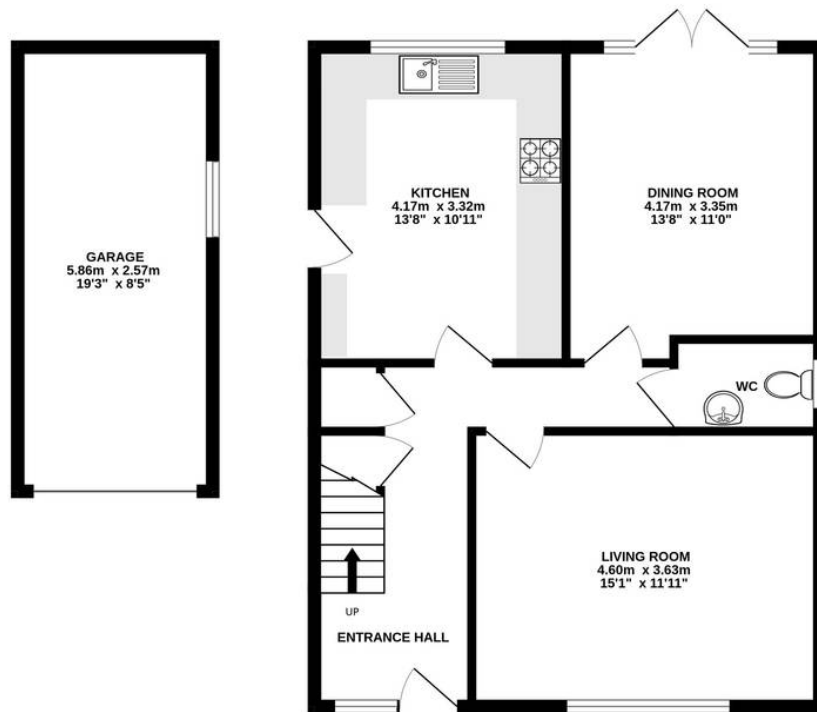 KITCHEN
4.17m x 3.32m
13'8" x 10'11"
DINING ROOM
4.17m x 3.35m
13'8" x 11'0"
GARAGE
5.86m x 2.57m
19'3" x 8'5"
WC
LIVING ROOM
4.60m x 3.63m
15'1" x 11'11"
UP
ENTRANCE HALL